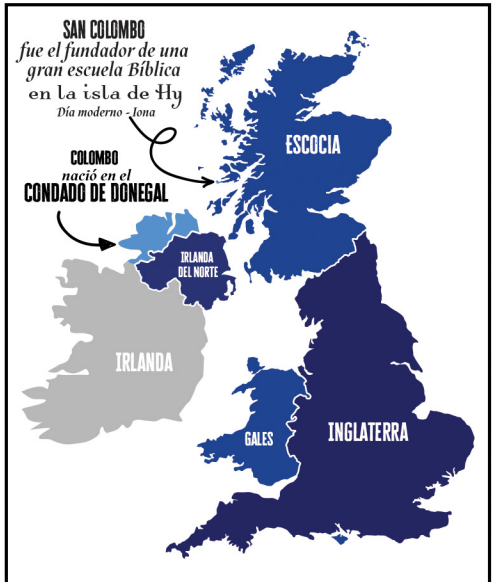 SAN COLOMBO
fue el fundador de una
gran escuela Bíblica
en la isla de Hy
Día moderno - Iona
COLOMBO
nació en el
CONDADO DE DONEGAL
ESCOCIA
IRLANDA
DEL NORTE
IRLANDA
GALES
INGLATERRA